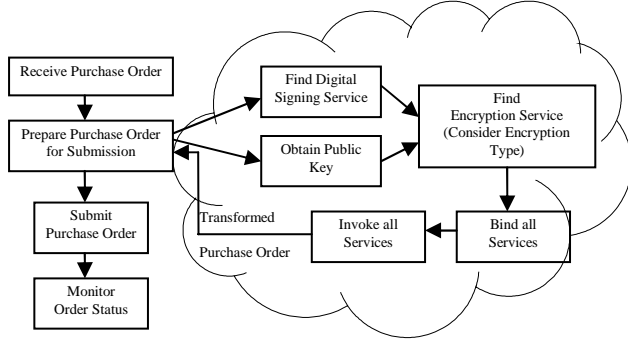 Receive Purchase Order
Prepare Purchase Order
for Submission
Submit
Purchase Order
Monitor
Order Status
Find Digital
Signing Service
Obtain Public
Key
Find
Encryption Service
(Consider Encryption
Type)
Bind all
Services
Invoke all
Services
Transformed
Purchase Order